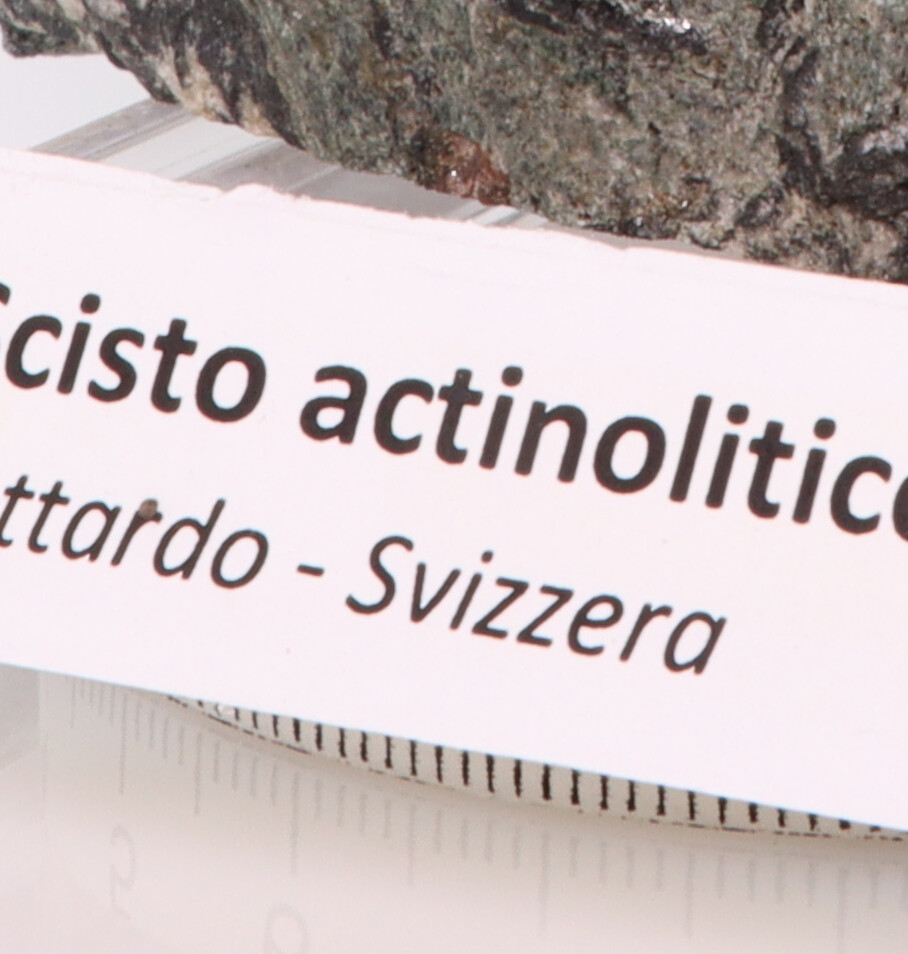 Scisto actinolitico
ttardo - Svizzera